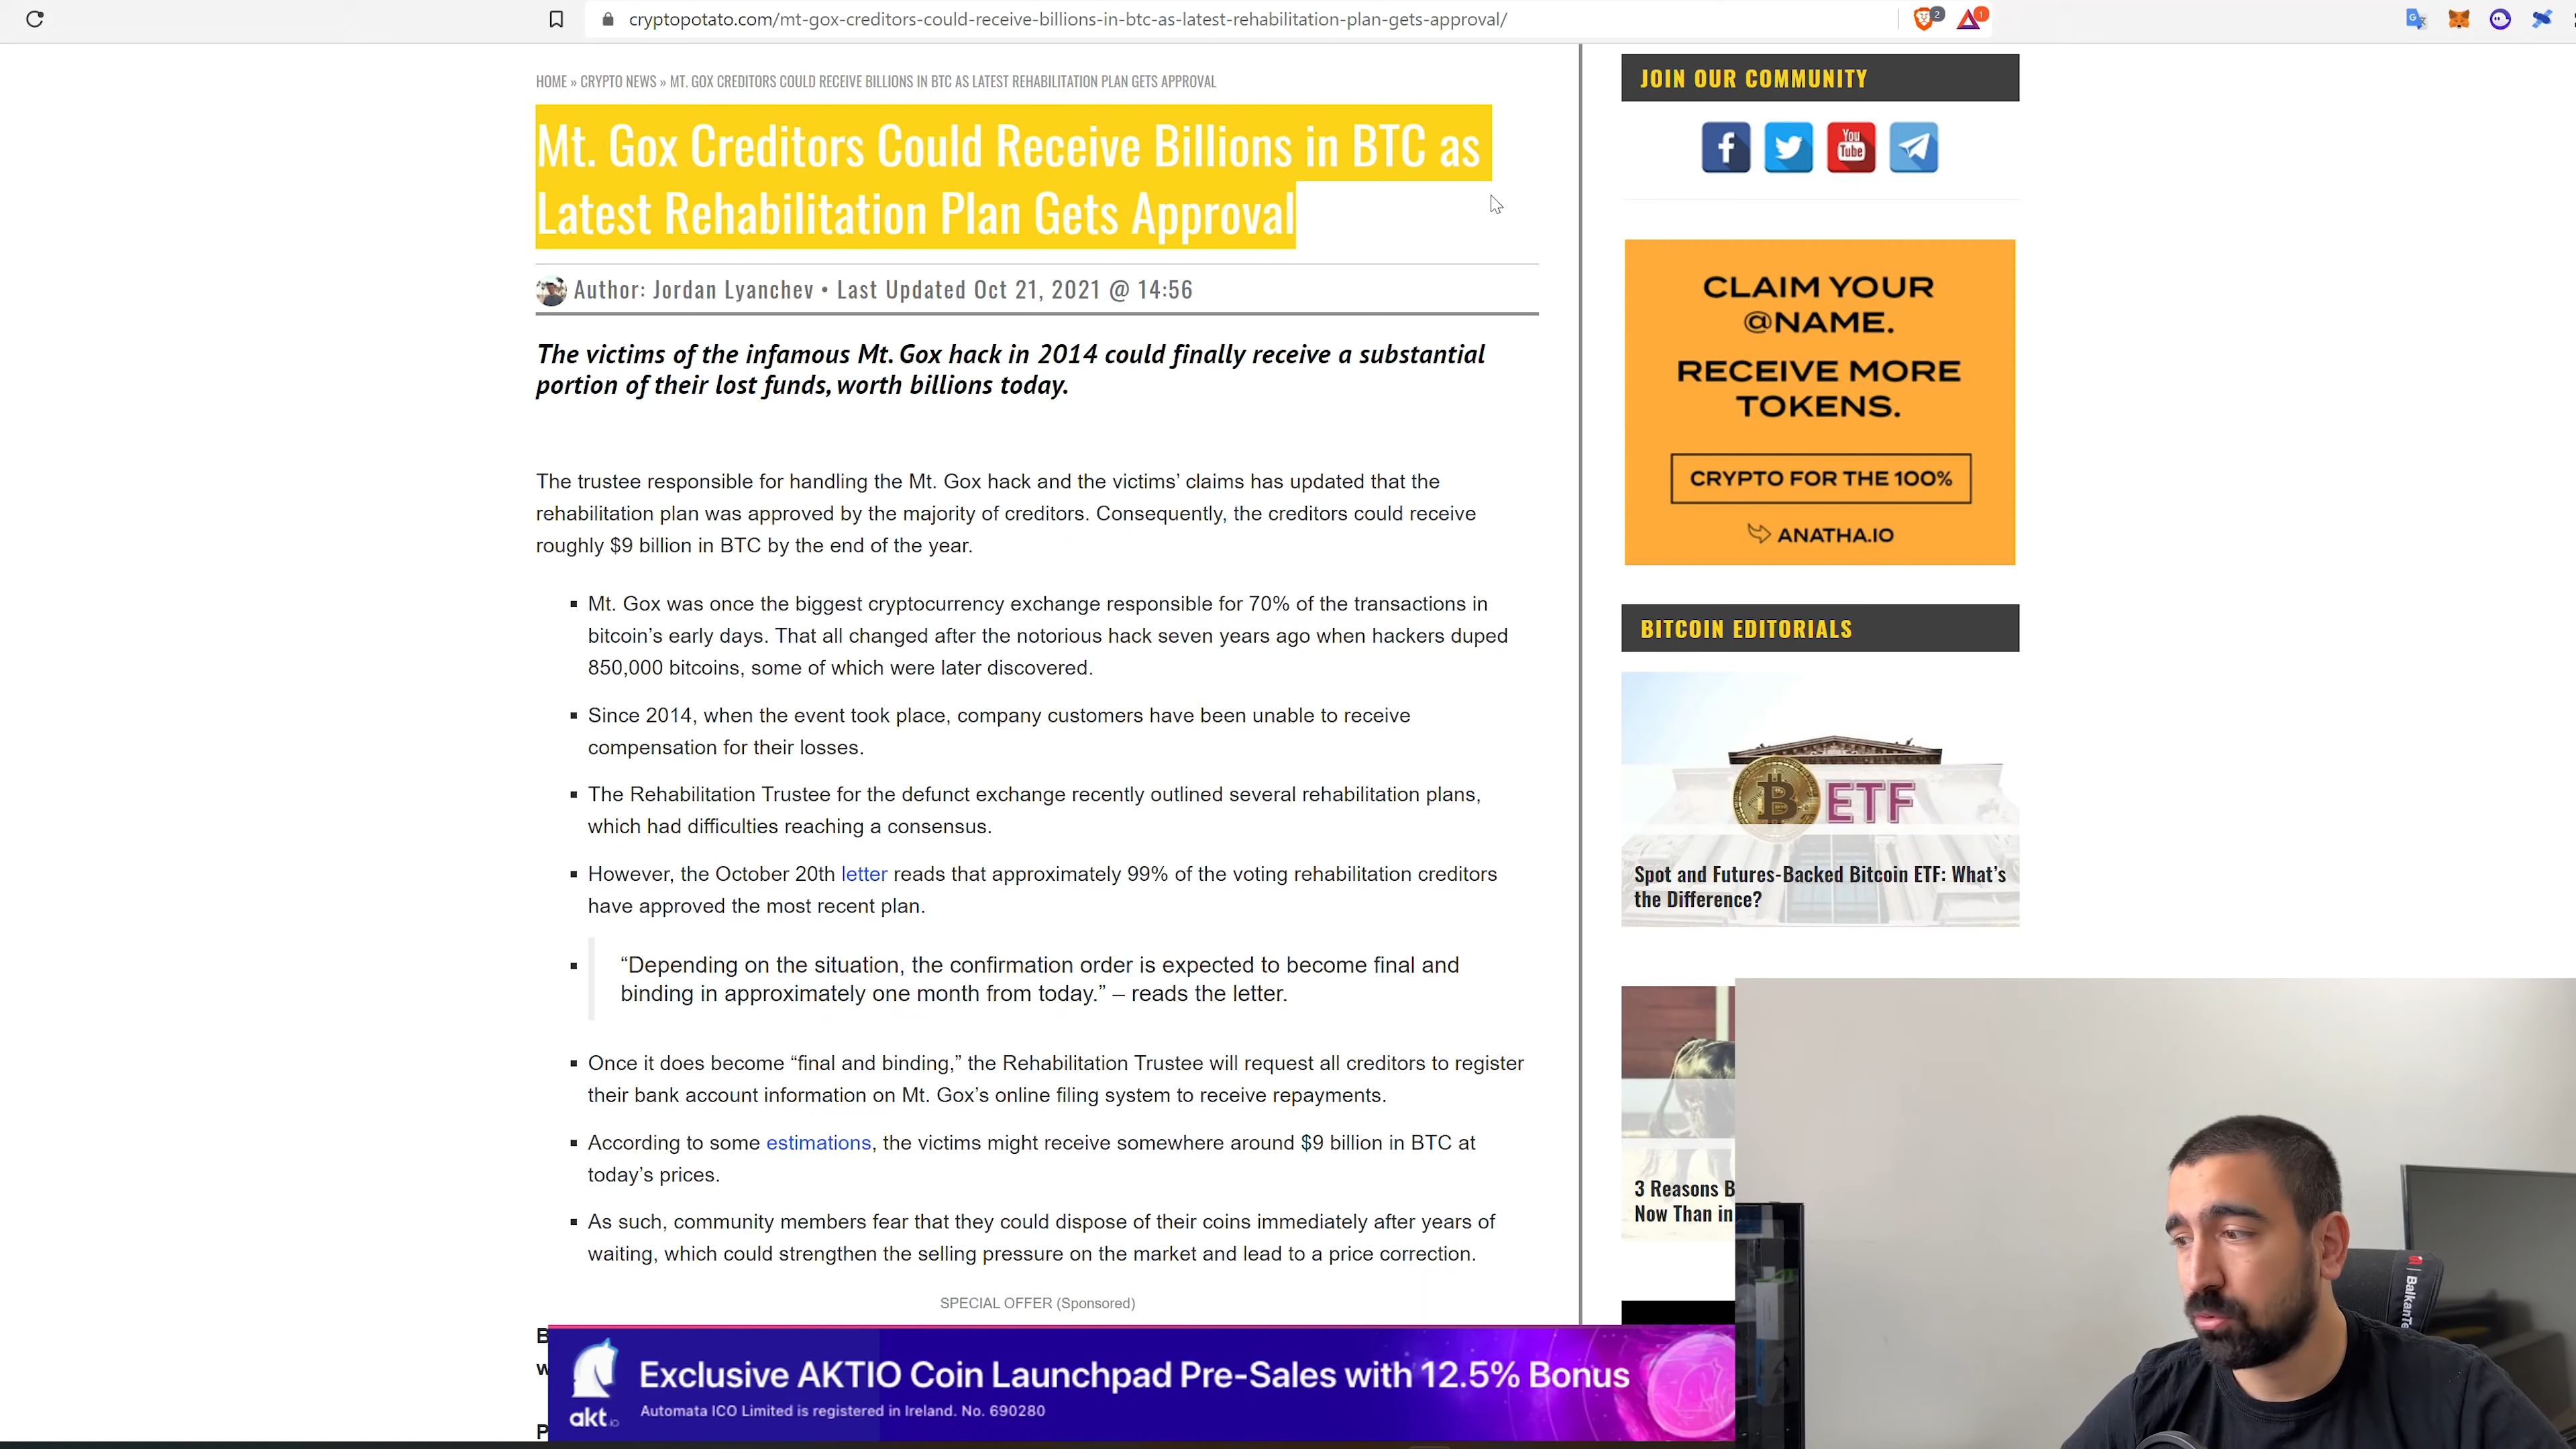 cryptopotato.com/mt-gox-creditors-could-receive-billions-in-btc-as-latest-rehabilitation-plan-gets-approval/
2
1
HOME » CRYPTO NEWS » MT. GOX CREDITORS COULD RECEIVE BILLIONS IN BTC AS LATEST REHABILITATION PLAN GETS APPROVAL
Mt. Gox Creditors Could Receive Billions in BTC as
Latest Rehabilitation Plan Gets Approval
Author: Jordan Lyanchev • Last Updated Oct 21, 2021 @ 14:56
The victims of the infamous Mt. Gox hack in 2014 could finally receive a substantial
portion of their lost funds, worth billions today.
The trustee responsible for handling the Mt. Gox hack and the victims’ claims has updated that the
rehabilitation plan was approved by the majority of creditors. Consequently, the creditors could receive
roughly $9 billion in BTC by the end of the year.
Mt. Gox was once the biggest cryptocurrency exchange responsible for 70% of the transactions in
bitcoin’s early days. That all changed after the notorious hack seven years ago when hackers duped
850,000 bitcoins, some of which were later discovered.
Since 2014, when the event took place, company customers have been unable to receive
compensation for their losses.
The Rehabilitation Trustee for the defunct exchange recently outlined several rehabilitation plans,
which had difficulties reaching a consensus.
However, the October 20th letter reads that approximately 99% of the voting rehabilitation creditors
have approved the most recent plan.
“Depending on the situation, the confirmation order is expected to become final and
binding in approximately one month from today.” – reads the letter.
Once it does become “final and binding,” the Rehabilitation Trustee will request all creditors to register
their bank account information on Mt. Gox’s online filing system to receive repayments.
According to some estimations, the victims might receive somewhere around $9 billion in BTC at
today’s prices.
As such, community members fear that they could dispose of their coins immediately after years of
waiting, which could strengthen the selling pressure on the market and lead to a price correction.
SPECIAL OFFER (Sponsored)
akt.io
Exclusive AKTIO Coin Launchpad Pre-Sales with 12.5% Bonus
Automata ICO Limited is registered in Ireland. No. 690280
JOIN OUR COMMUNITY
You
Tube
CLAIM YOUR
@NAME.
RECEIVE MORE
TOKENS.
CRYPTO FOR THE 100%
ANATHA.IO
BITCOIN EDITORIALS
ETF
Spot and Futures-Backed Bitcoin ETF: What’s
the Difference?
3 Reasons B
Now Than in